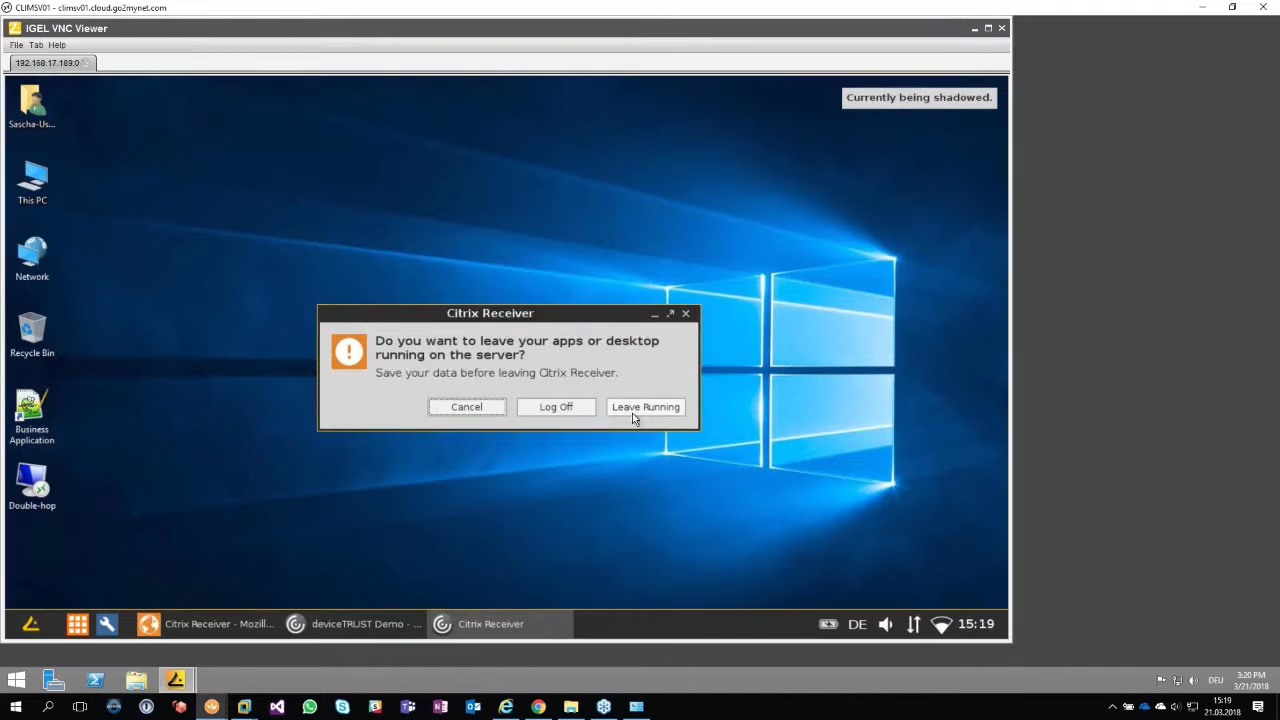 CLIMSV01 - climsv01.cloud.go2mynet.com
IGEL VNC Viewer
File Tab Help
192.168.17.189:0
Currently being shadowed.
Sascha-Us...
This PC
Network
Recycle Bin
Business
Application
Double-hop
Citrix Receiver
Do you want to leave your apps or desktop
running on the server?
Save your data before leaving Citrix Receiver.
Cancel
Log Off
Leave Running
Citrix Receiver - Mozill...
deviceTRUST Demo - ...
Citrix Receiver
DE
15:19
DEU
3:20 PM
3/21/2018
15:19
DEU
21.03.2018